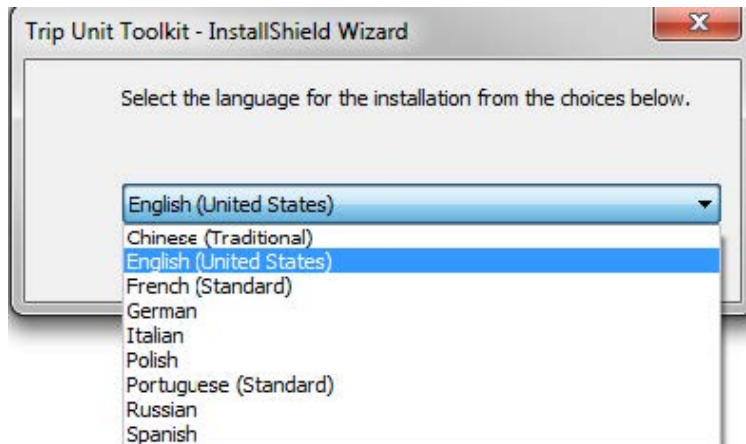 Trip Unit Toolkit - InstallShield Wizard
Select the language for the installation from the choices below.
English (United States)
Chinese (Traditional)
English (United States)
French (Standard)
German
Italian
Polish
Portuguese (Standard)
Russian
Spanish